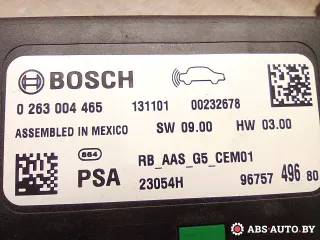 BOSCH
0 263 004 465 131101 00232678
ASSEMBLED IN MEXICO SW 09.00 HW 03.00
864 RB_AAS_G5_CEM01
PSA 23054H 96757 496 80
ABS-AUTO.BY